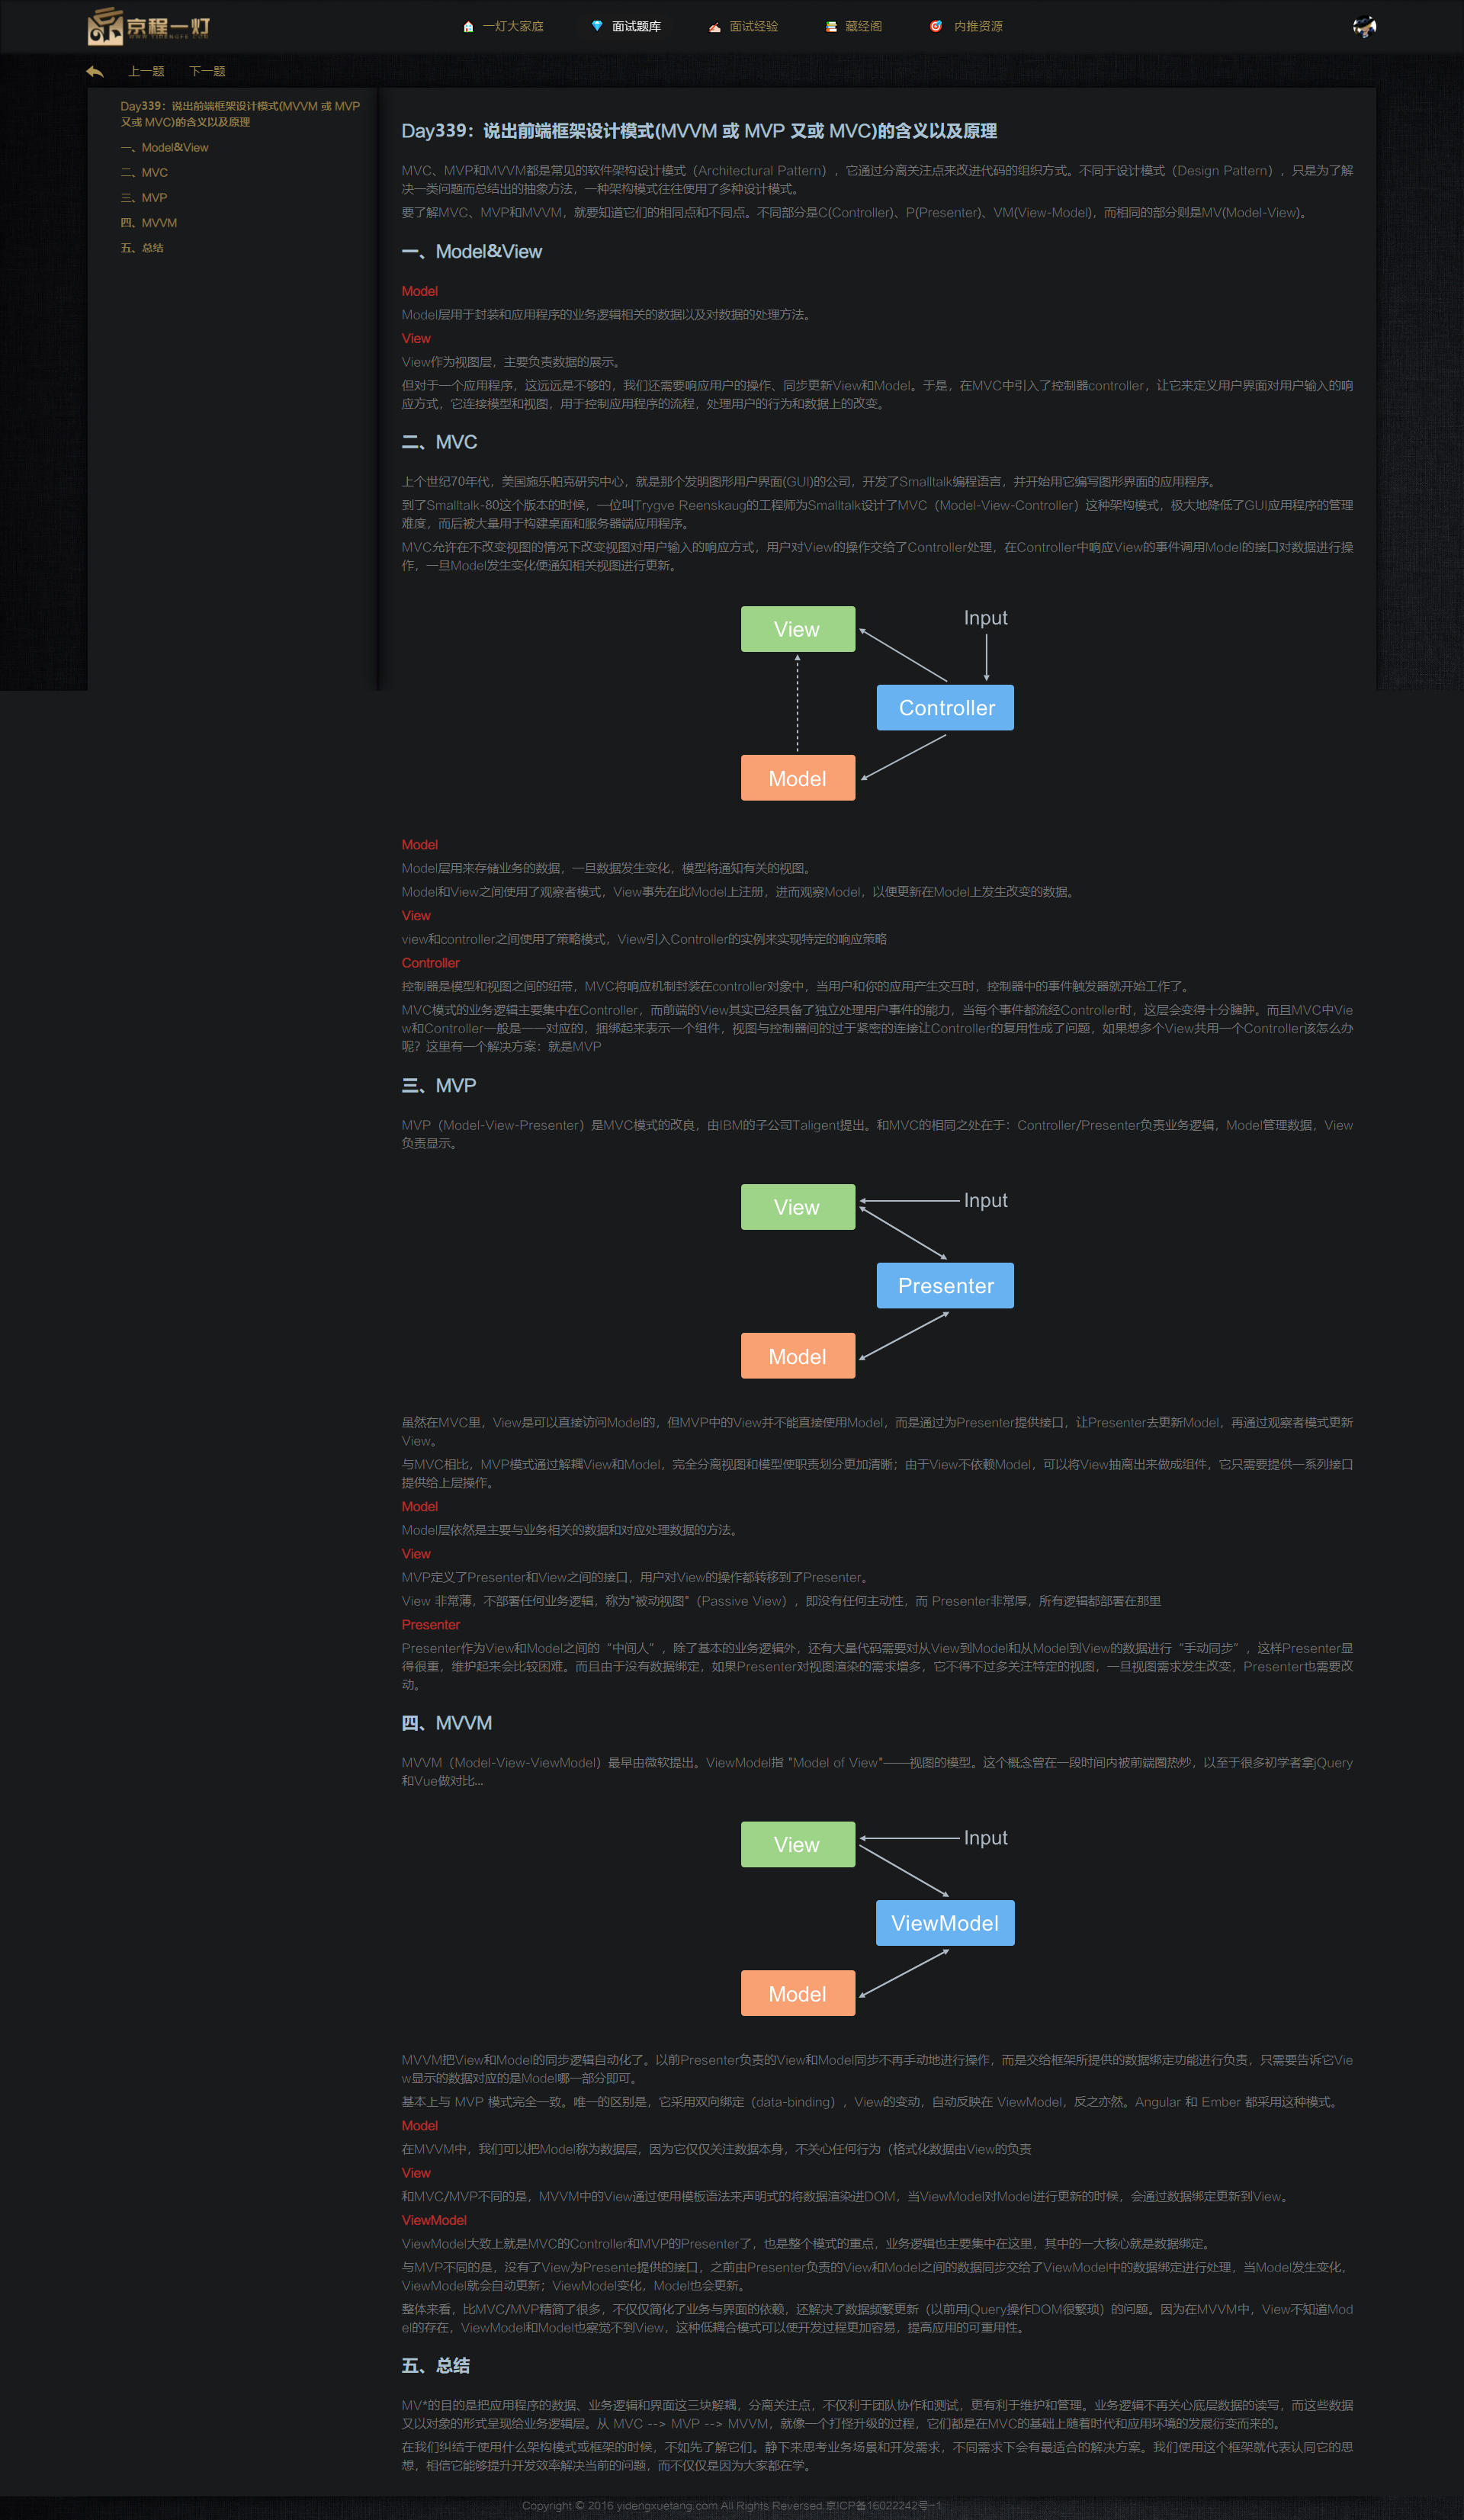 京程一灯
一灯大家庭 面试题库 面试经验 藏经阁 内推资源
上一题 下一题
Day339：说出前端框架设计模式(MVVM 或 MVP
又或 MVC)的含义以及原理
一、Model&View
二、MVC
三、MVP
四、MVVM
五、总结
Day339：说出前端框架设计模式(MVVM 或 MVP 又或 MVC)的含义以及原理
MVC、MVP和MVVM都是常见的软件架构设计模式（Architectural Pattern），它通过分离关注点来改进代码的组织方式。不同于设计模式（Design Pattern），只是为了解
决一类问题而总结出的抽象方法，一种架构模式往往使用了多种设计模式。
要了解MVC、MVP和MVVM，就要知道它们的相同点和不同点。不同部分是C(Controller)、P(Presenter)、VM(View-Model)，而相同的部分则是MV(Model-View)。
一、Model&View
Model
Model层用于封装和应用程序的业务逻辑相关的数据以及对数据的处理方法。
View
View作为视图层，主要负责数据的展示。
但对于一个应用程序，这远远是不够的，我们还需要响应用户的操作、同步更新View和Model。于是，在MVC中引入了控制器controller，让它来定义用户界面对用户输入的响
应方式，它连接模型和视图，用于控制应用程序的流程，处理用户的行为和数据上的改变。
二、MVC
上个世纪70年代，美国施乐帕克研究中心，就是那个发明图形用户界面(GUI)的公司，开发了Smalltalk编程语言，并开始用它编写图形界面的应用程序。
到了Smalltalk-80这个版本的时候，一位叫Trygve Reenskaug的工程师为Smalltalk设计了MVC（Model-View-Controller）这种架构模式，极大地降低了GUI应用程序的管理
难度，而后被大量用于构建桌面和服务器端应用程序。
MVC允许在不改变视图的情况下改变视图对用户输入的响应方式，用户对View的操作交给了Controller处理，在Controller中响应View的事件调用Model的接口对数据进行操
作，一旦Model发生变化便通知相关视图进行更新。
View
Input
Controller
Model
Model
Model层用来存储业务的数据，一旦数据发生变化，模型将通知有关的视图。
Model和View之间使用了观察者模式，View事先在此Model上注册，进而观察Model，以便更新在Model上发生改变的数据。
View
view和controller之间使用了策略模式，View引入Controller的实例来实现特定的响应策略
Controller
控制器是模型和视图之间的纽带，MVC将响应机制封装在controller对象中，当用户和你的应用产生交互时，控制器中的事件触发器就开始工作了。
MVC模式的业务逻辑主要集中在Controller，而前端的View其实已经具备了独立处理用户事件的能力，当每个事件都流经Controller时，这层会变得十分臃肿。而且MVC中Vie
w和Controller一般是一一对应的，捆绑起来表示一个组件，视图与控制器间的过于紧密的连接让Controller的复用性成了问题，如果想多个View共用一个Controller该怎么办
呢？这里有一个解决方案：就是MVP
三、MVP
MVP（Model-View-Presenter）是MVC模式的改良，由IBM的子公司Taligent提出。和MVC的相同之处在于：Controller/Presenter负责业务逻辑，Model管理数据，View
负责显示。
View
Input
Presenter
Model
虽然在MVC里，View是可以直接访问Model的，但MVP中的View并不能直接使用Model，而是通过为Presenter提供接口，让Presenter去更新Model，再通过观察者模式更新
View。
与MVC相比，MVP模式通过解耦View和Model，完全分离视图和模型使职责划分更加清晰；由于View不依赖Model，可以将View抽离出来做成组件，它只需要提供一系列接口
提供给上层操作。
Model
Model层依然是主要与业务相关的数据和对应处理数据的方法。
View
MVP定义了Presenter和View之间的接口，用户对View的操作都转移到了Presenter。
View 非常薄，不部署任何业务逻辑，称为"被动视图"（Passive View），即没有任何主动性，而 Presenter非常厚，所有逻辑都部署在那里
Presenter
Presenter作为View和Model之间的“中间人”，除了基本的业务逻辑外，还有大量代码需要对从View到Model和从Model到View的数据进行“手动同步”，这样Presenter显
得很重，维护起来会比较困难。而且由于没有数据绑定，如果Presenter对视图渲染的需求增多，它不得不过多关注特定的视图，一旦视图需求发生改变，Presenter也需要改
动。
四、MVVM
MVVM（Model-View-ViewModel）最早由微软提出。ViewModel指 "Model of View"——视图的模型。这个概念曾在一段时间内被前端圈热炒，以至于很多初学者拿jQuery
和Vue做对比...
View
Input
ViewModel
Model
MVVM把View和Model的同步逻辑自动化了。以前Presenter负责的View和Model同步不再手动地进行操作，而是交给框架所提供的数据绑定功能进行负责，只需要告诉它Vie
w显示的数据对应的是Model哪一部分即可。
基本上与 MVP 模式完全一致。唯一的区别是，它采用双向绑定（data-binding），View的变动，自动反映在 ViewModel，反之亦然。Angular 和 Ember 都采用这种模式。
Model
在MVVM中，我们可以把Model称为数据层，因为它仅仅关注数据本身，不关心任何行为（格式化数据由View的负责
View
和MVC/MVP不同的是，MVVM中的View通过使用模板语法来声明式的将数据渲染进DOM，当ViewModel对Model进行更新的时候，会通过数据绑定更新到View。
ViewModel
ViewModel大致上就是MVC的Controller和MVP的Presenter了，也是整个模式的重点，业务逻辑也主要集中在这里，其中的一大核心就是数据绑定。
与MVP不同的是，没有了View为Presente提供的接口，之前由Presenter负责的View和Model之间的数据同步交给了ViewModel中的数据绑定进行处理，当Model发生变化，
ViewModel就会自动更新；ViewModel变化，Model也会更新。
整体来看，比MVC/MVP精简了很多，不仅仅简化了业务与界面的依赖，还解决了数据频繁更新（以前用jQuery操作DOM很繁琐）的问题。因为在MVVM中，View不知道Mod
el的存在，ViewModel和Model也察觉不到View，这种低耦合模式可以使开发过程更加容易，提高应用的可重用性。
五、总结
MV*的目的是把应用程序的数据、业务逻辑和界面这三块解耦，分离关注点，不仅利于团队协作和测试，更有利于维护和管理。业务逻辑不再关心底层数据的读写，而这些数据
又以对象的形式呈现给业务逻辑层。从 MVC --> MVP --> MVVM，就像一个打怪升级的过程，它们都是在MVC的基础上随着时代和应用环境的发展衍变而来的。
在我们纠结于使用什么架构模式或框架的时候，不如先了解它们。静下来思考业务场景和开发需求，不同需求下会有最适合的解决方案。我们使用这个框架就代表认同它的思
想，相信它能够提升开发效率解决当前的问题，而不仅仅是因为大家都在学。
Copyright © 2016 yidengxuetang.com All Rights Reversed.京ICP备16022242号-1